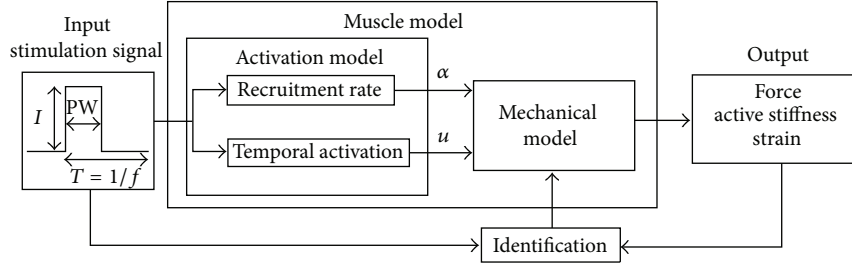 Input
stimulation signal
Muscle model
Activation model
Output
I
PW
T = 1/f
Recruitment rate
α
Temporal activation
u
Mechanical
model
Force
active stiffness
strain
Identification